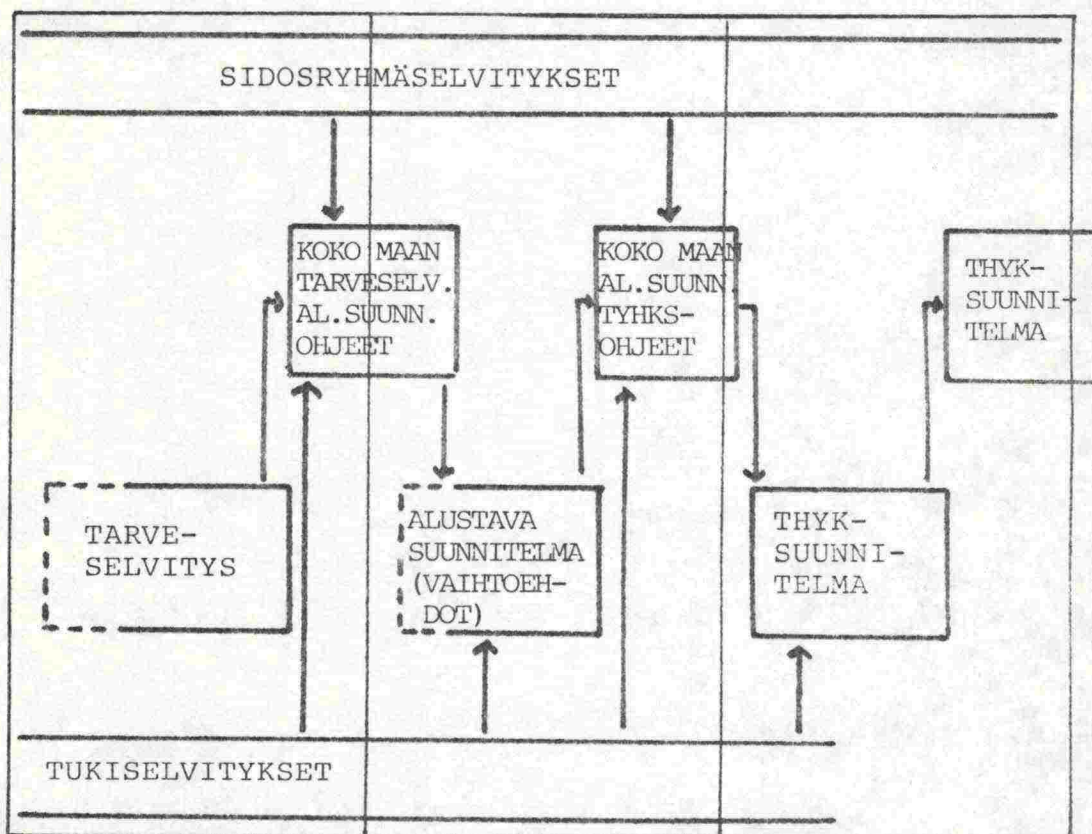 SIDOSRYHMÄSELVITYKSET
KOKO MAAN
TARVESELV.
AL.SUUNN.
OHJEET
KOKO MAAN
AL.SUUNN.
TYHKS-
OHJEET
THYK-
SUUNNI-
TELMA
TARVE-
SELVITYS
ALUSTAVA
SUUNNITELMA
(VAIHTOEH-
DOT)
THYK-
SUUNNI-
TELMA
TUKISELVITYKSET